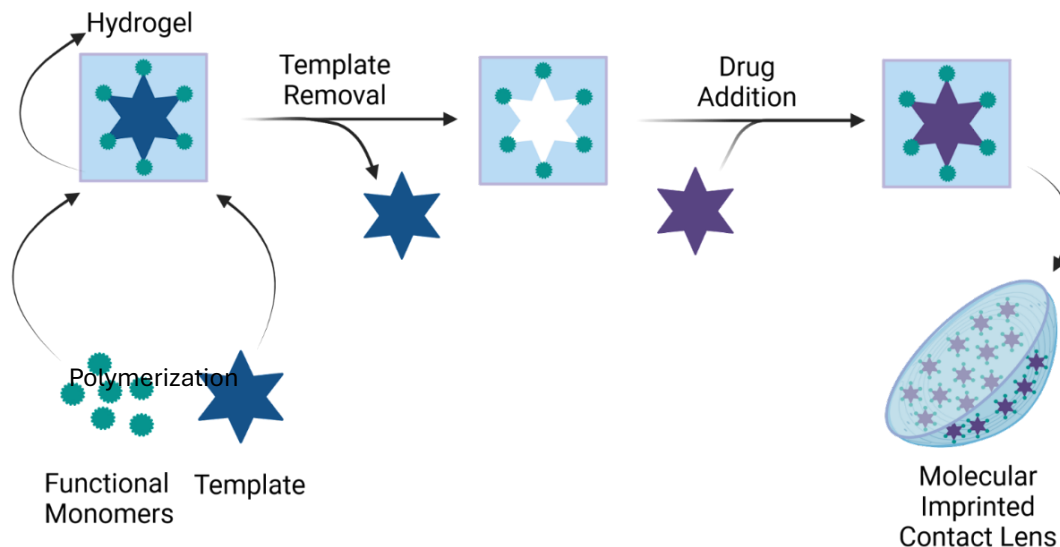 Hydrogel
Template
Removal
Drug
Addition
Polymerization
Functional
Monomers
Template
Molecular
Imprinted
Contact Lens